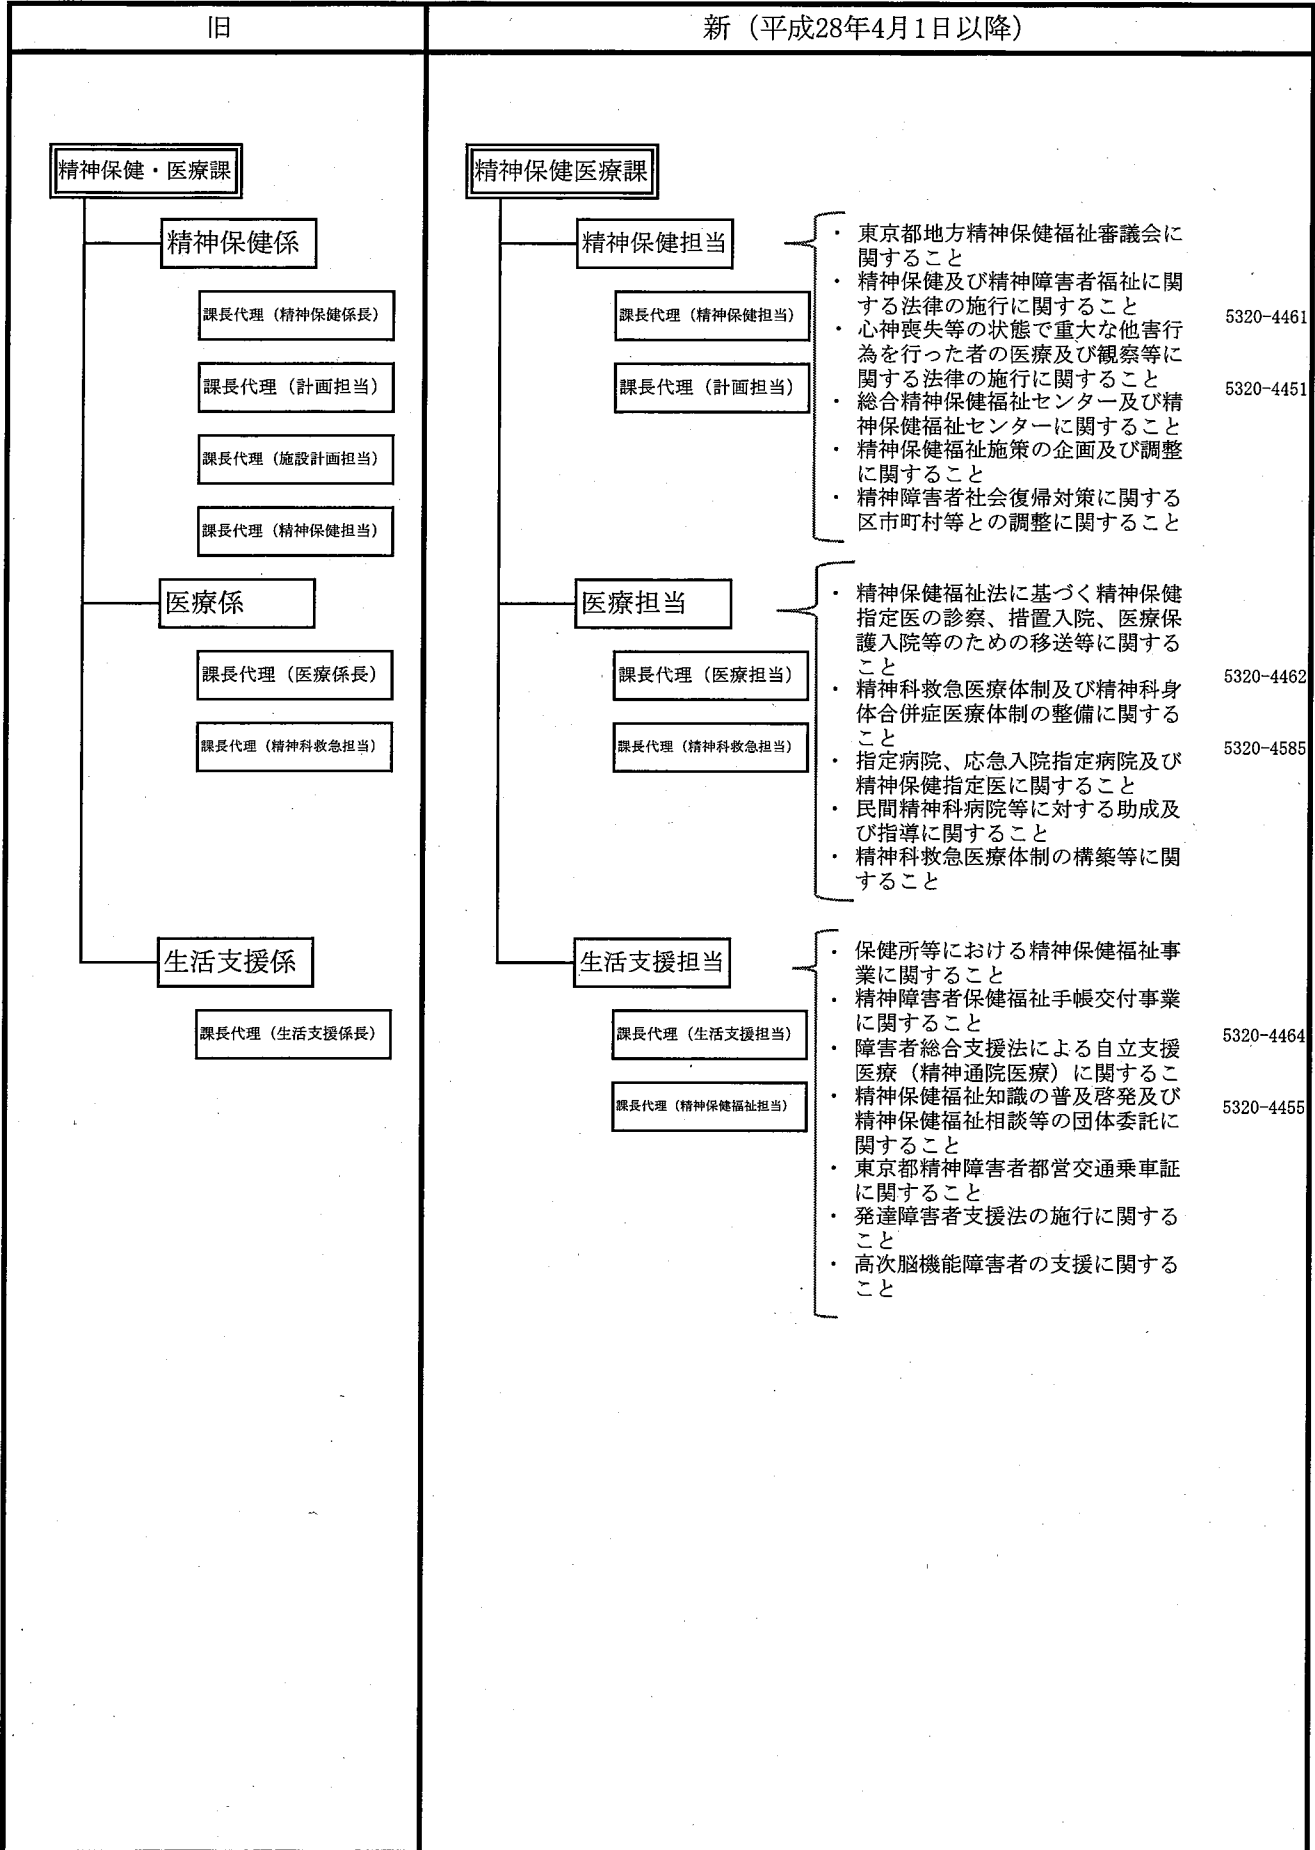 旧
新（平成28年4月1日以降）
精神保健・医療課
精神保健係
課長代理（精神保健係長）
課長代理（計画担当）
課長代理（施設計画担当）
課長代理（精神保健担当）
医療係
課長代理（医療係長）
課長代理（精神科救急担当）
生活支援係
課長代理（生活支援係長）
精神保健医療課
精神保健担当
課長代理（精神保健担当）
課長代理（計画担当）
・ 東京都地方精神保健福祉審議会に
関すること
・ 精神保健及び精神障害者福祉に関
する法律の施行に関すること
・ 心神喪失等の状態で重大な他害行
為を行った者の医療及び観察等に
関する法律の施行に関すること
・ 総合精神保健福祉センター及び精
神保健福祉センターに関すること
・ 精神保健福祉施策の企画及び調整
に関すること
・ 精神障害者社会復帰対策に関する
区市町村等との調整に関すること
5320-4461
5320-4451
医療担当
課長代理（医療担当）
課長代理（精神科救急担当）
・ 精神保健福祉法に基づく精神保健
指定医の診察、措置入院、医療保
護入院等のための移送等に関する
こと
・ 精神科救急医療体制及び精神科身
体合併症医療体制の整備に関する
こと
・ 指定病院、応急入院指定病院及び
精神保健指定医に関すること
・ 民間精神科病院等に対する助成及
び指導に関すること
・ 精神科救急医療体制の構築等に関
すること
5320-4462
5320-4585
生活支援担当
課長代理（生活支援担当）
課長代理（精神保健福祉担当）
・ 保健所等における精神保健福祉事
業に関すること
・ 精神障害者保健福祉手帳交付事業
に関すること
・ 障害者総合支援法による自立支援
医療（精神通院医療）に関するこ
・ 精神保健福祉知識の普及啓発及び
精神保健福祉相談等の団体委託に
関すること
・ 東京都精神障害者都営交通乗車証
に関すること
・ 発達障害者支援法の施行に関する
こと
・ 高次脳機能障害者の支援に関する
こと
5320-4464
5320-4455